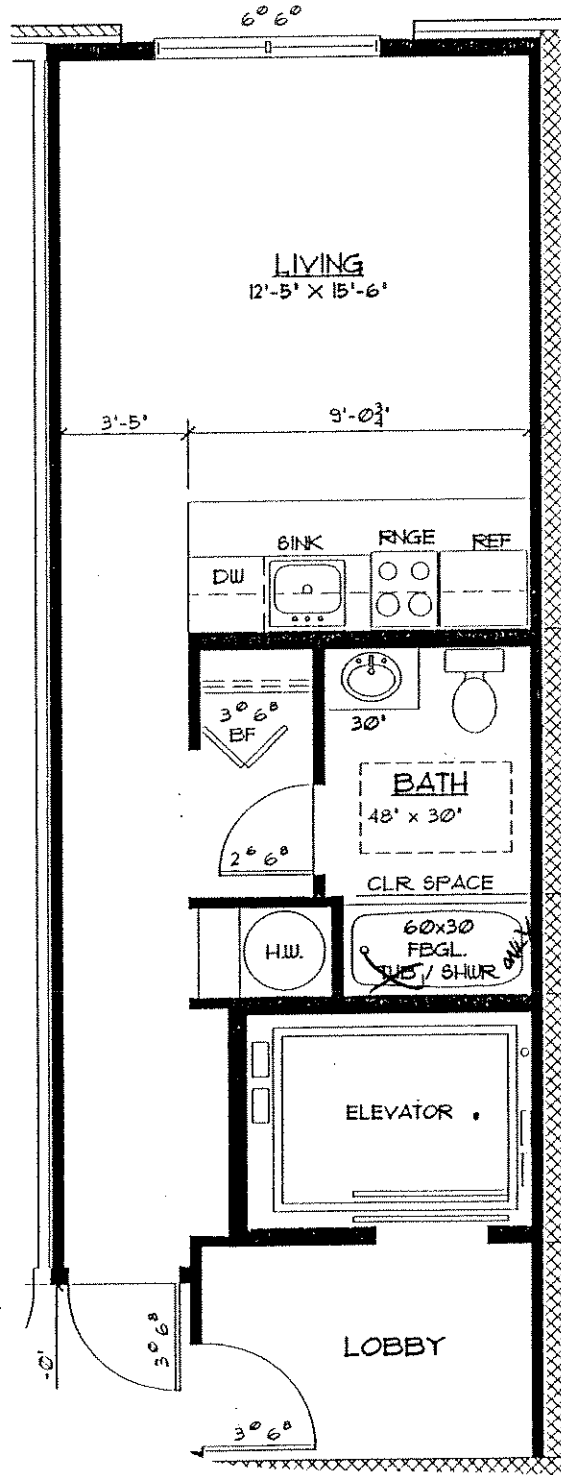 6⁰ 6⁰
LIVING
12'-5" X 15'-6"
3'-5"
9'-0¾"
SINK
RNGE
REF
DW
3⁰ 6⁸
BF
30"
BATH
48" x 30"
2⁶ 6⁸
CLR SPACE
H.W.
60x30
FBGL.
TUB / SHWR
ELEVATOR
LOBBY
3⁰ 6⁸
-0"
3⁰ 6⁸